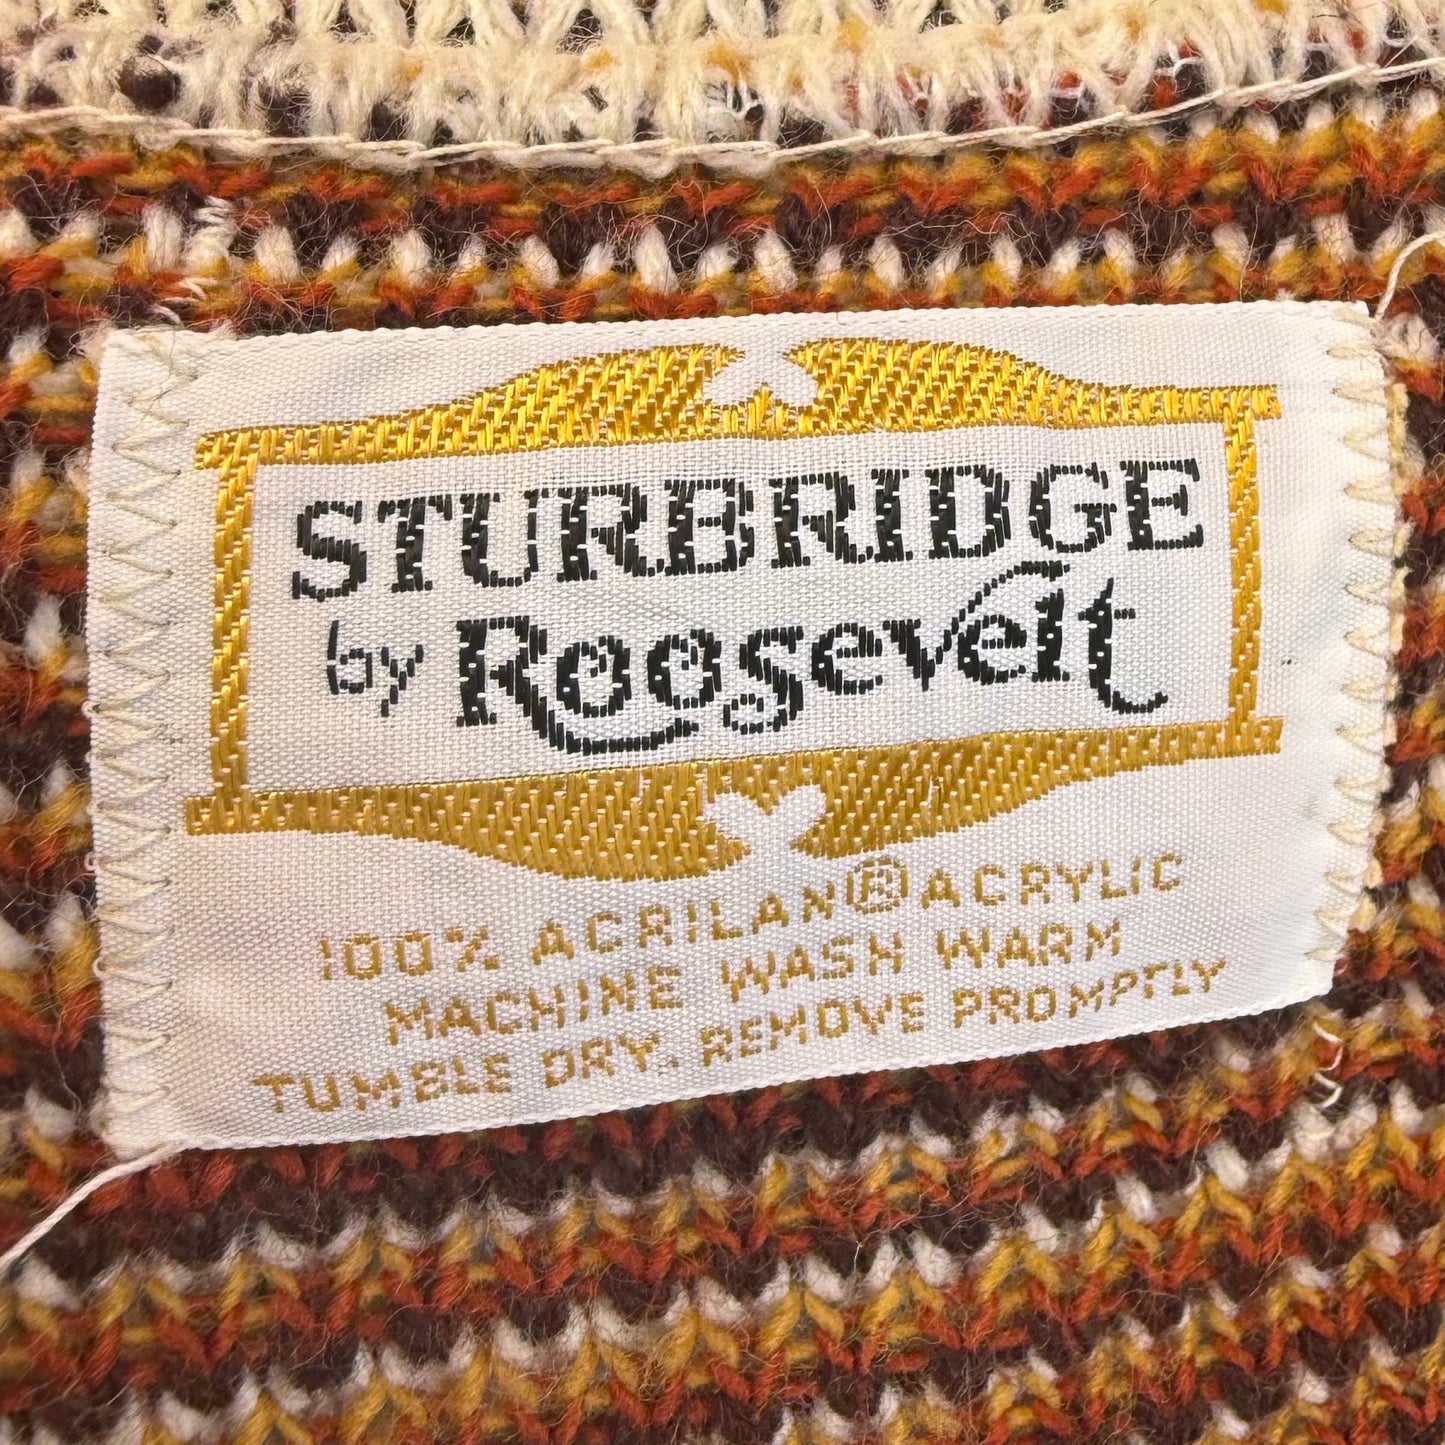 STURBRIDGE
by Roosevelt
100% ACRILAN® ACRYLIC
MACHINE WASH WARM
TUMBLE DRY. REMOVE PROMPTLY